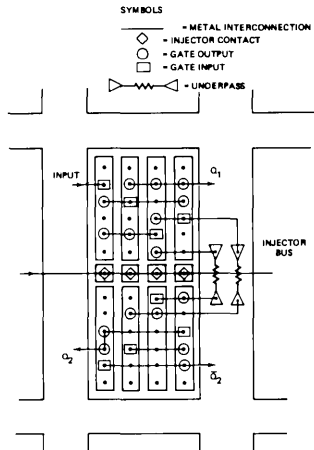 SYMBOLS
= METAL INTERCONNECTION
= INJECTOR CONTACT
= GATE OUTPUT
= GATE INPUT
= UNDERPASS
INPUT
Q1
INJECTOR
BUS
Q2
Q̅2